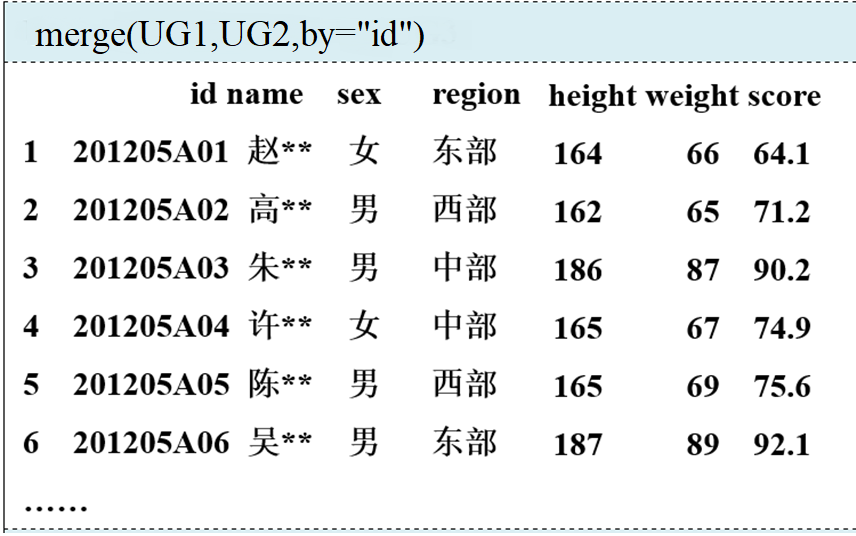 merge(UG1,UG2,by="id")
id name sex region height weight score
1 201205A01 赵** 女 东部 164 66 64.1
2 201205A02 高** 男 西部 162 65 71.2
3 201205A03 朱** 男 中部 186 87 90.2
4 201205A04 许** 女 中部 165 67 74.9
5 201205A05 陈** 男 西部 165 69 75.6
6 201205A06 吴** 男 东部 187 89 92.1
……